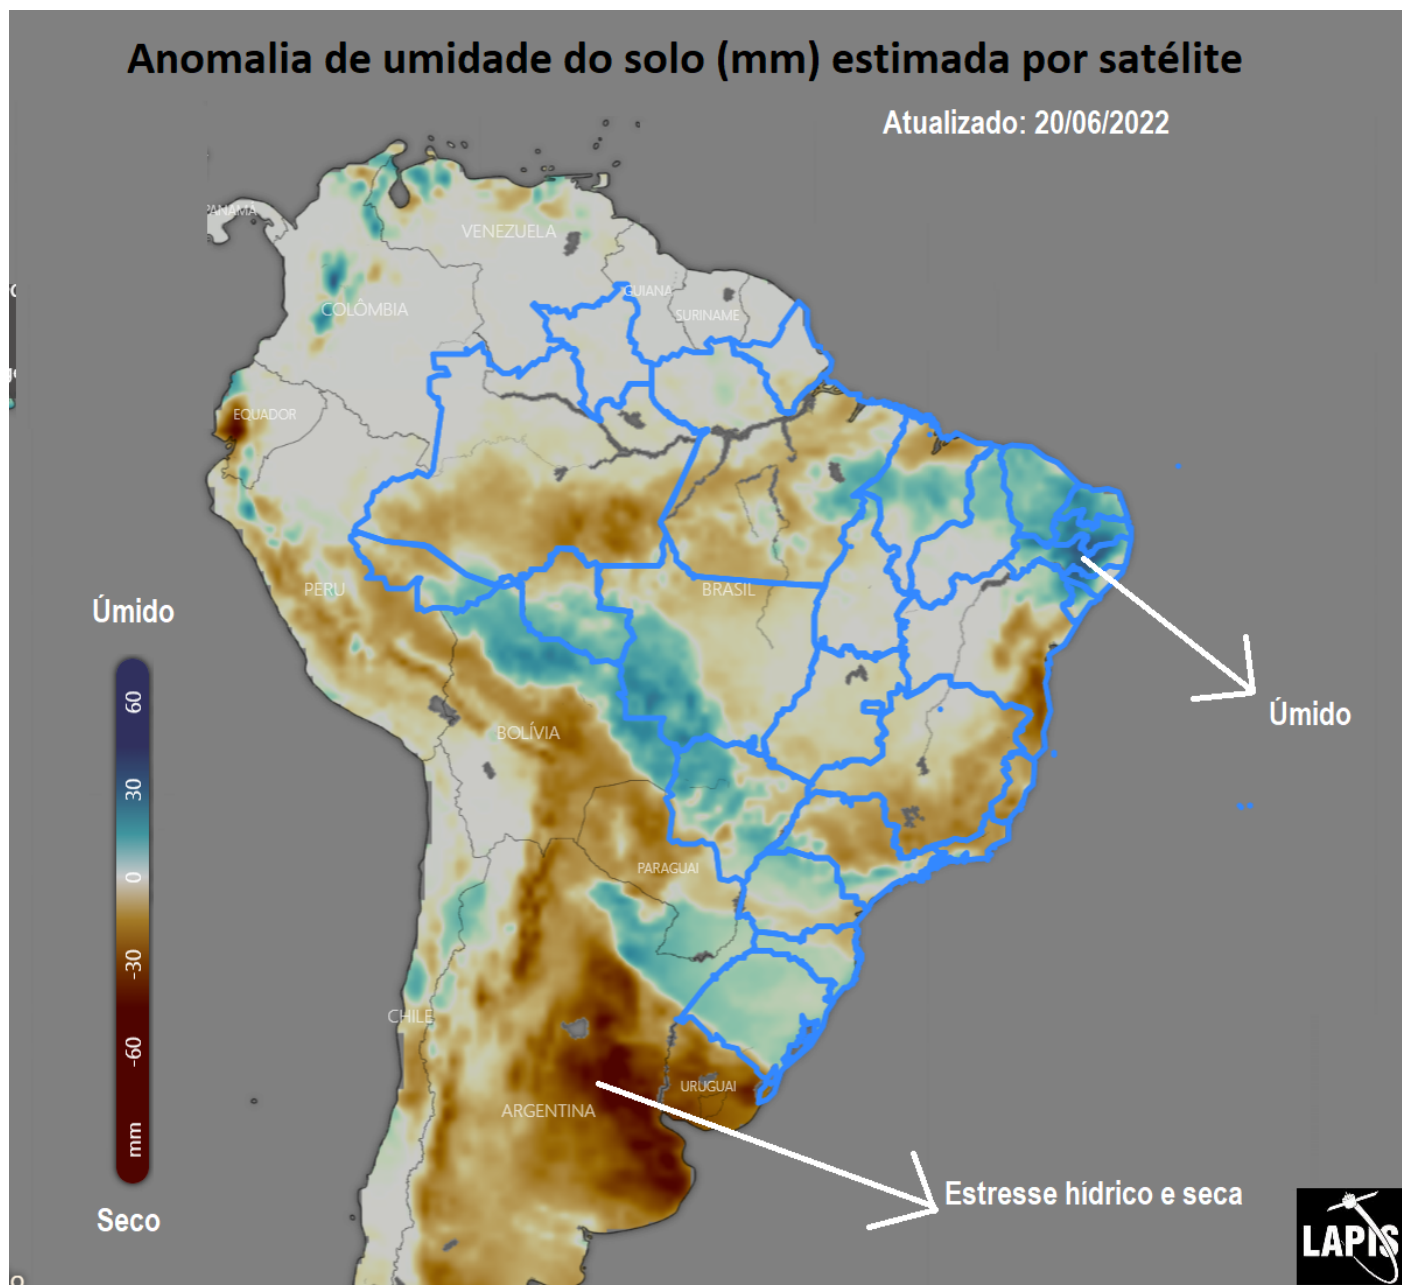 Anomalia de umidade do solo (mm) estimada por satélite
Atualizado: 20/06/2022
PANAMÁ
VENEZUELA
GUIANA
COLÔMBIA
SURINAME
EQUADOR
PERU
BRASIL
Úmido
60
30
0
-30
-60
mm
Seco
Úmido
BOLÍVIA
PARAGUAI
CHILE
URUGUAI
ARGENTINA
Estresse hídrico e seca
LAPIS